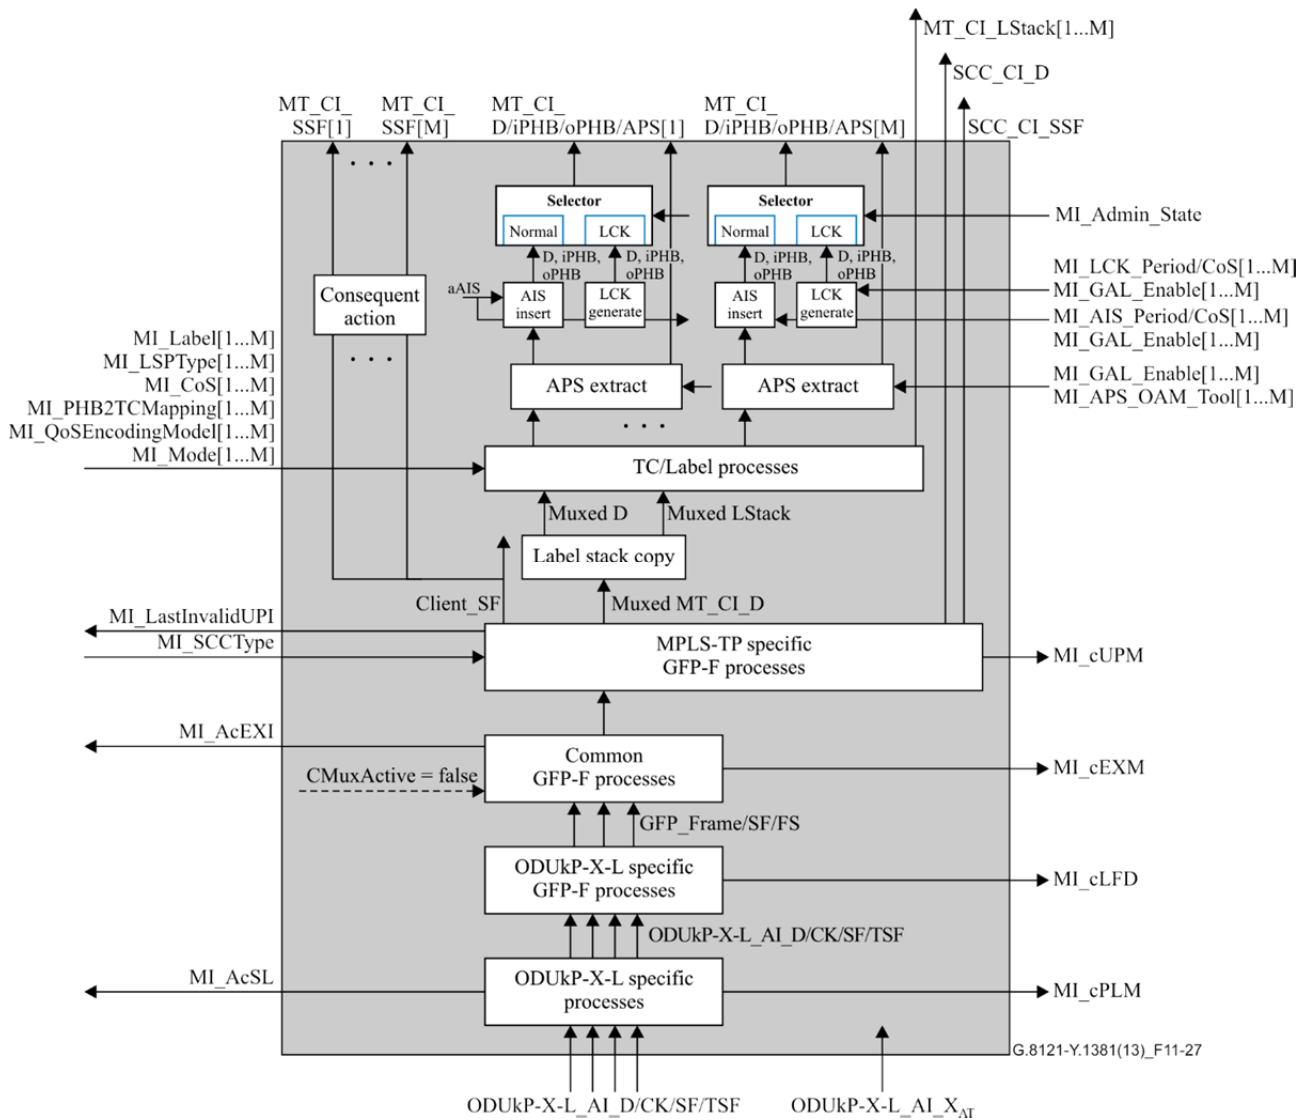 MT_CI_LStack[1...M]
SCC_CI_D
MT_CI_
SSF[1]
MT_CI_
SSF[M]
MT_CI_
D/iPHB/oPHB/APS[1]
MT_CI_
D/iPHB/oPHB/APS[M]
SCC_CI_SSF
. . .
Selector
Normal
LCK
Selector
Normal
LCK
MI_Admin_State
D, iPHB,
oPHB
D, iPHB,
oPHB
MI_LCK_Period/CoS[1...M]
MI_GAL_Enable[1...M]
aAIS
AIS
insert
LCK
generate
AIS
insert
LCK
generate
MI_AIS_Period/CoS[1...M]
MI_GAL_Enable[1...M]
Consequent
action
. . .
MI_Label[1...M]
MI_LSPType[1...M]
MI_CoS[1...M]
MI_PHB2TCMapping[1...M]
MI_QoSEncodingModel[1...M]
MI_Mode[1...M]
APS extract
APS extract
MI_GAL_Enable[1...M]
MI_APS_OAM_Tool[1...M]
. . .
TC/Label processes
Muxed D
Muxed LStack
Label stack copy
Client_SF
Muxed MT_CI_D
MI_LastInvalidUPI
MI_SCCType
MPLS-TP specific
GFP-F processes
MI_cUPM
MI_AcEXI
CMuxActive = false
Common
GFP-F processes
MI_cEXM
GFP_Frame/SF/FS
ODUkP-X-L specific
GFP-F processes
MI_cLFD
ODUkP-X-L_AI_D/CK/SF/TSF
MI_AcSL
ODUkP-X-L specific
processes
MI_cPLM
G.8121-Y.1381(13)_F11-27
ODUkP-X-L_AI_D/CK/SF/TSF
ODUkP-X-L_AI_X_AT